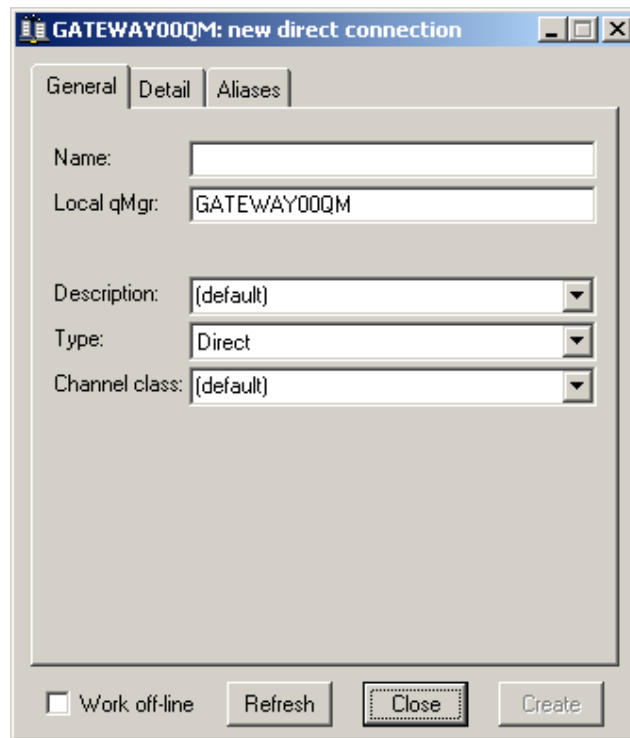 GATEWAY00QM: new direct connection
General Detail Aliases
Name:
Local qMgr: GATEWAY00QM
Description: (default)
Type: Direct
Channel class: (default)
Work off-line Refresh Close Create